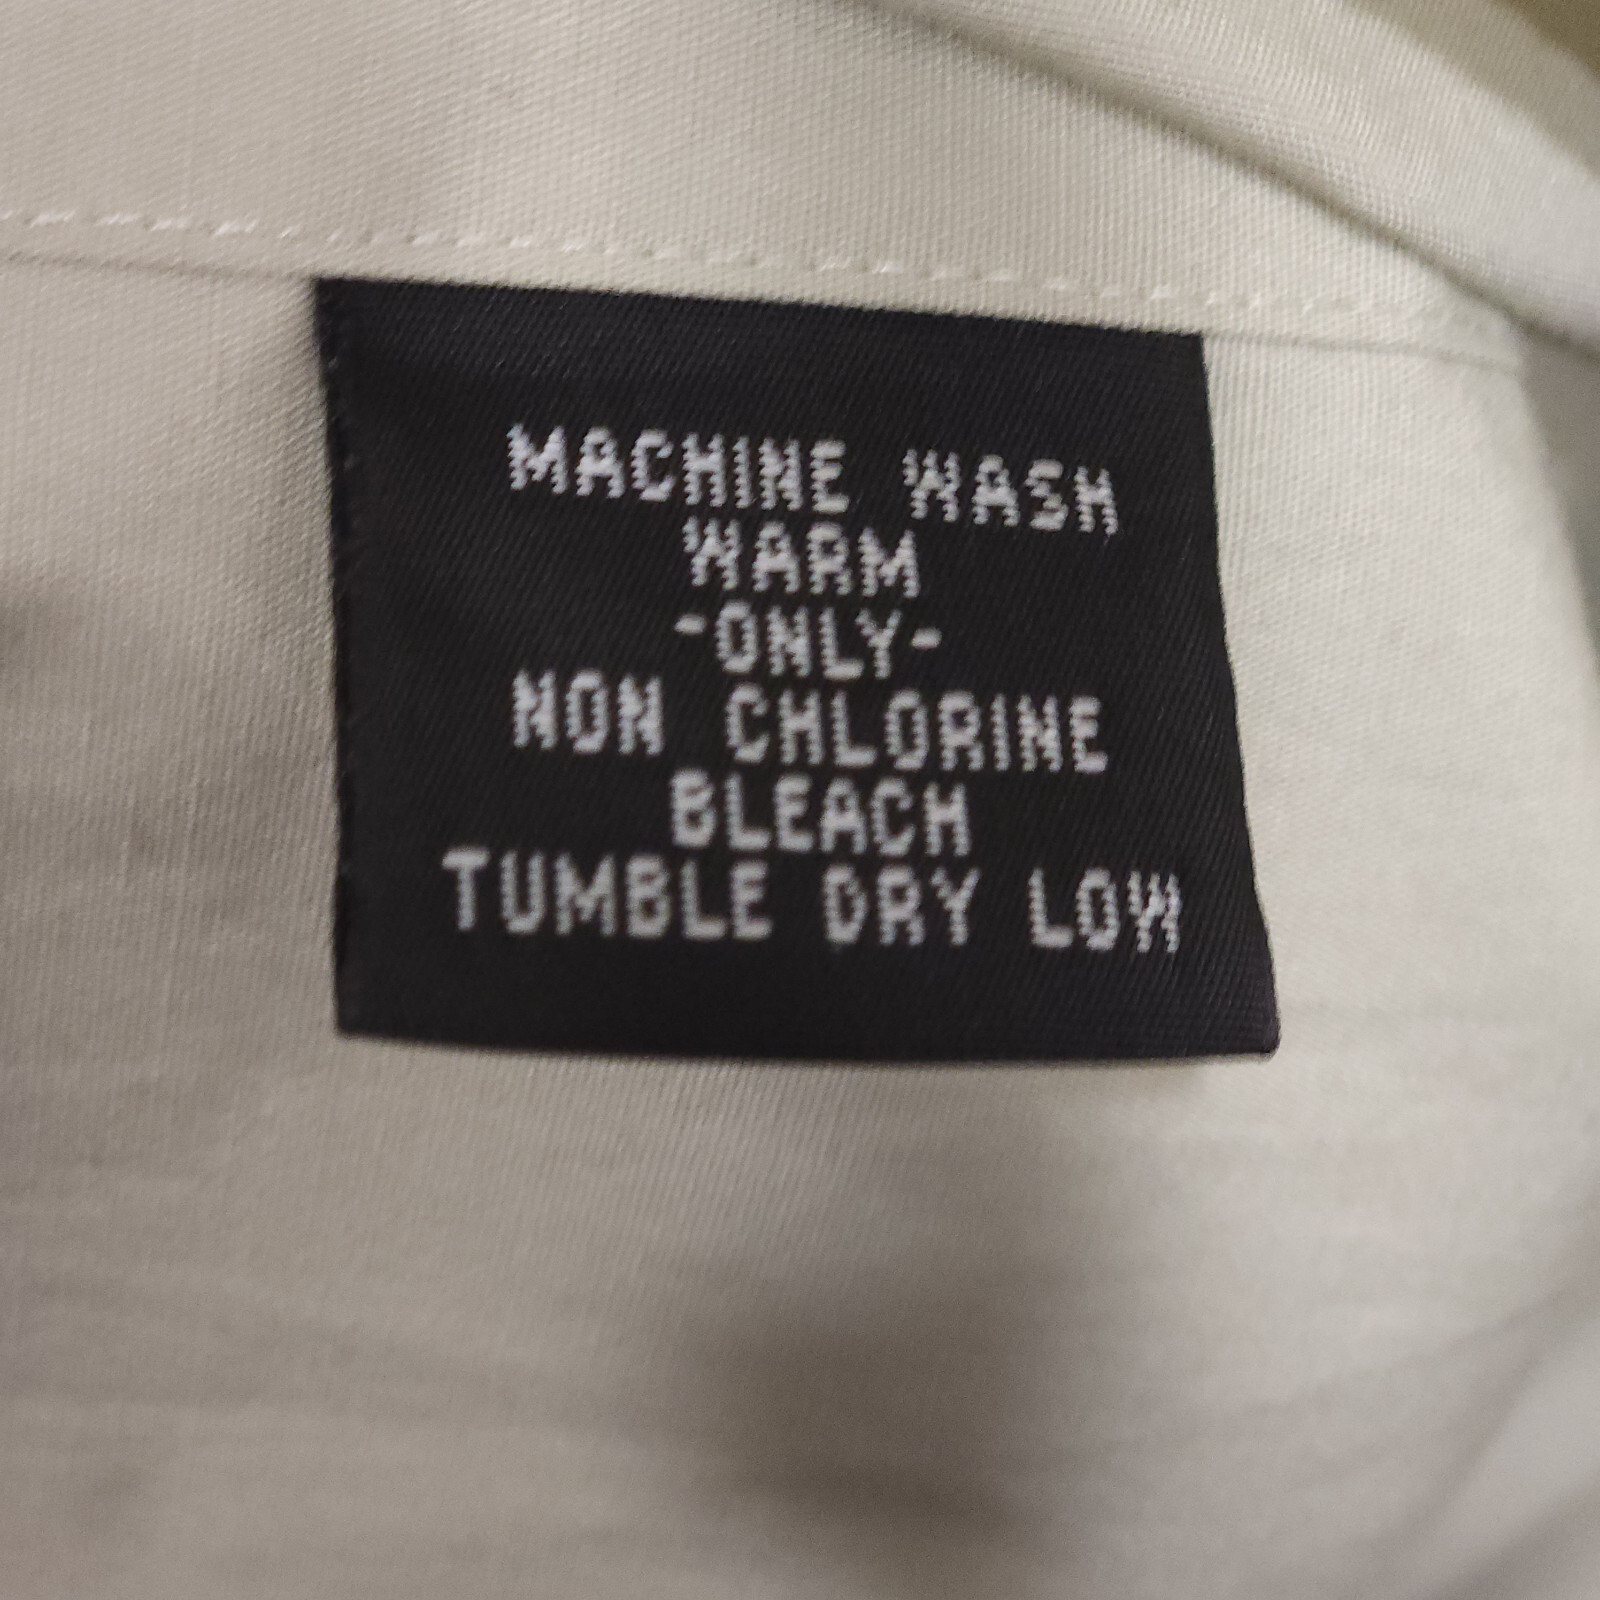 MACHINE WASH
WARM
-ONLY-
NON CHLORINE
BLEACH
TUMBLE DRY LOW